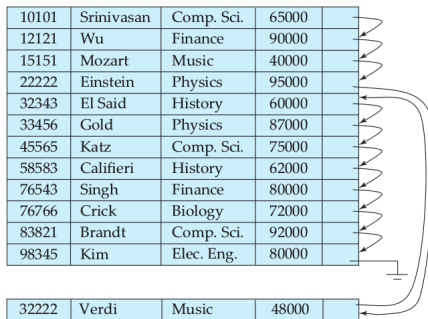 10101 Srinivasan Comp. Sci. 65000
12121 Wu Finance 90000
15151 Mozart Music 40000
22222 Einstein Physics 95000
32343 El Said History 60000
33456 Gold Physics 87000
45565 Katz Comp. Sci. 75000
58583 Califieri History 62000
76543 Singh Finance 80000
76766 Crick Biology 72000
83821 Brandt Comp. Sci. 92000
98345 Kim Elec. Eng. 80000
32222 Verdi Music 48000